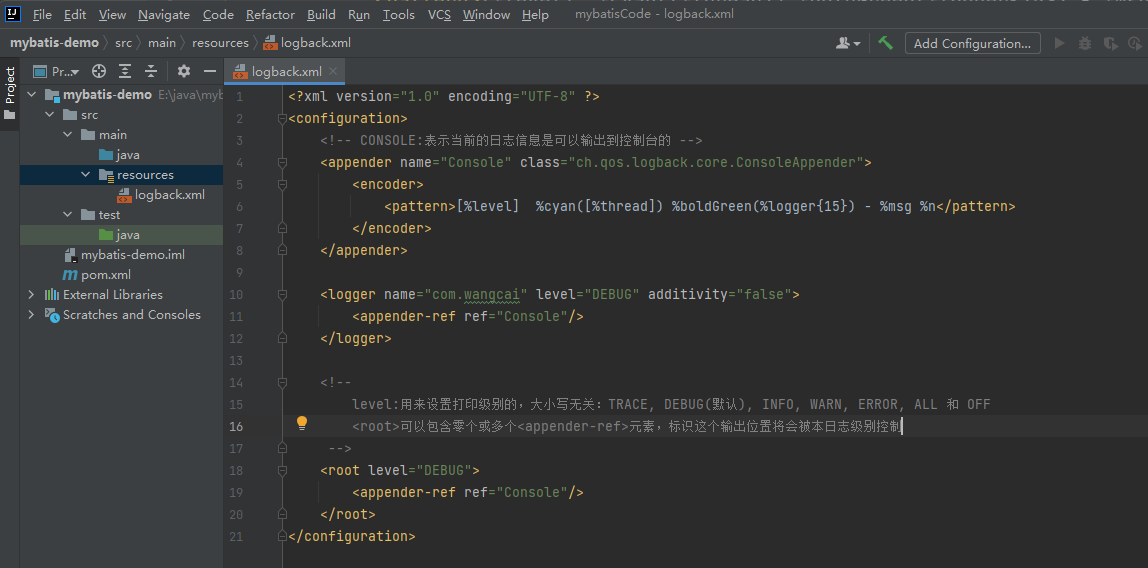 File Edit View Navigate Code Refactor Build Run Tools VCS Window Help mybatisCode - logback.xml
mybatis-demo src main resources logback.xml Add Configuration...
Project
Pr... logback.xml
mybatis-demo E:\java\myb
src
main
java
resources
logback.xml
test
java
mybatis-demo.iml
pom.xml
External Libraries
Scratches and Consoles
1 <?xml version="1.0" encoding="UTF-8" ?>
2 <configuration>
3 <!-- CONSOLE:表示当前的日志信息是可以输出到控制台的 -->
4 <appender name="Console" class="ch.qos.logback.core.ConsoleAppender">
5 <encoder>
6 <pattern>[%level]  %cyan([%thread]) %boldGreen(%logger{15}) - %msg %n</pattern>
7 </encoder>
8 </appender>
9
10 <logger name="com.wangcai" level="DEBUG" additivity="false">
11 <appender-ref ref="Console"/>
12 </logger>
13
14 <!--
15 level:用来设置打印级别的，大小写无关：TRACE, DEBUG(默认), INFO, WARN, ERROR, ALL 和 OFF
16 <root>可以包含零个或多个<appender-ref>元素，标识这个输出位置将会被本日志级别控制
17 -->
18 <root level="DEBUG">
19 <appender-ref ref="Console"/>
20 </root>
21 </configuration>